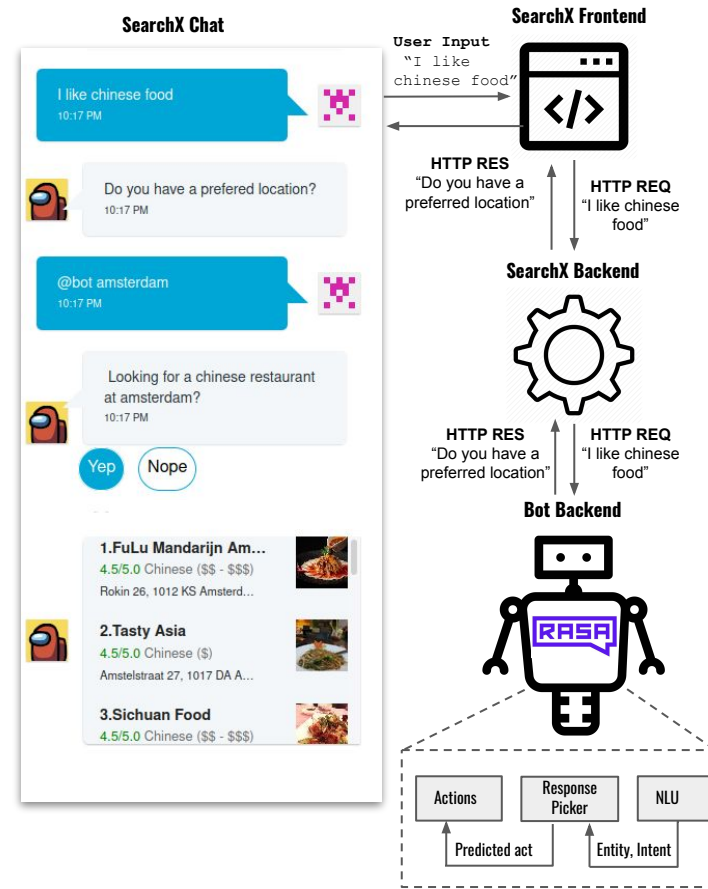 SearchX Chat
I like chinese food
10:17 PM
Do you have a prefered location?
10:17 PM
@bot amsterdam
10:17 PM
Looking for a chinese restaurant
at amsterdam?
10:17 PM
Yep
Nope
1.FuLu Mandarijn Am…
4.5/5.0 Chinese ($$ - $$$)
Rokin 26, 1012 KS Amsterd…
2.Tasty Asia
4.5/5.0 Chinese ($)
Amstelstraat 27, 1017 DA A…
3.Sichuan Food
4.5/5.0 Chinese ($$ - $$$)
SearchX Frontend
User Input
“I like
chinese food”
</>
HTTP RES
“Do you have a
preferred location”
HTTP REQ
“I like chinese
food”
SearchX Backend
HTTP RES
“Do you have a
preferred location”
HTTP REQ
“I like chinese
food”
Bot Backend
RASA
Actions
Response
Picker
NLU
Predicted act
Entity, Intent